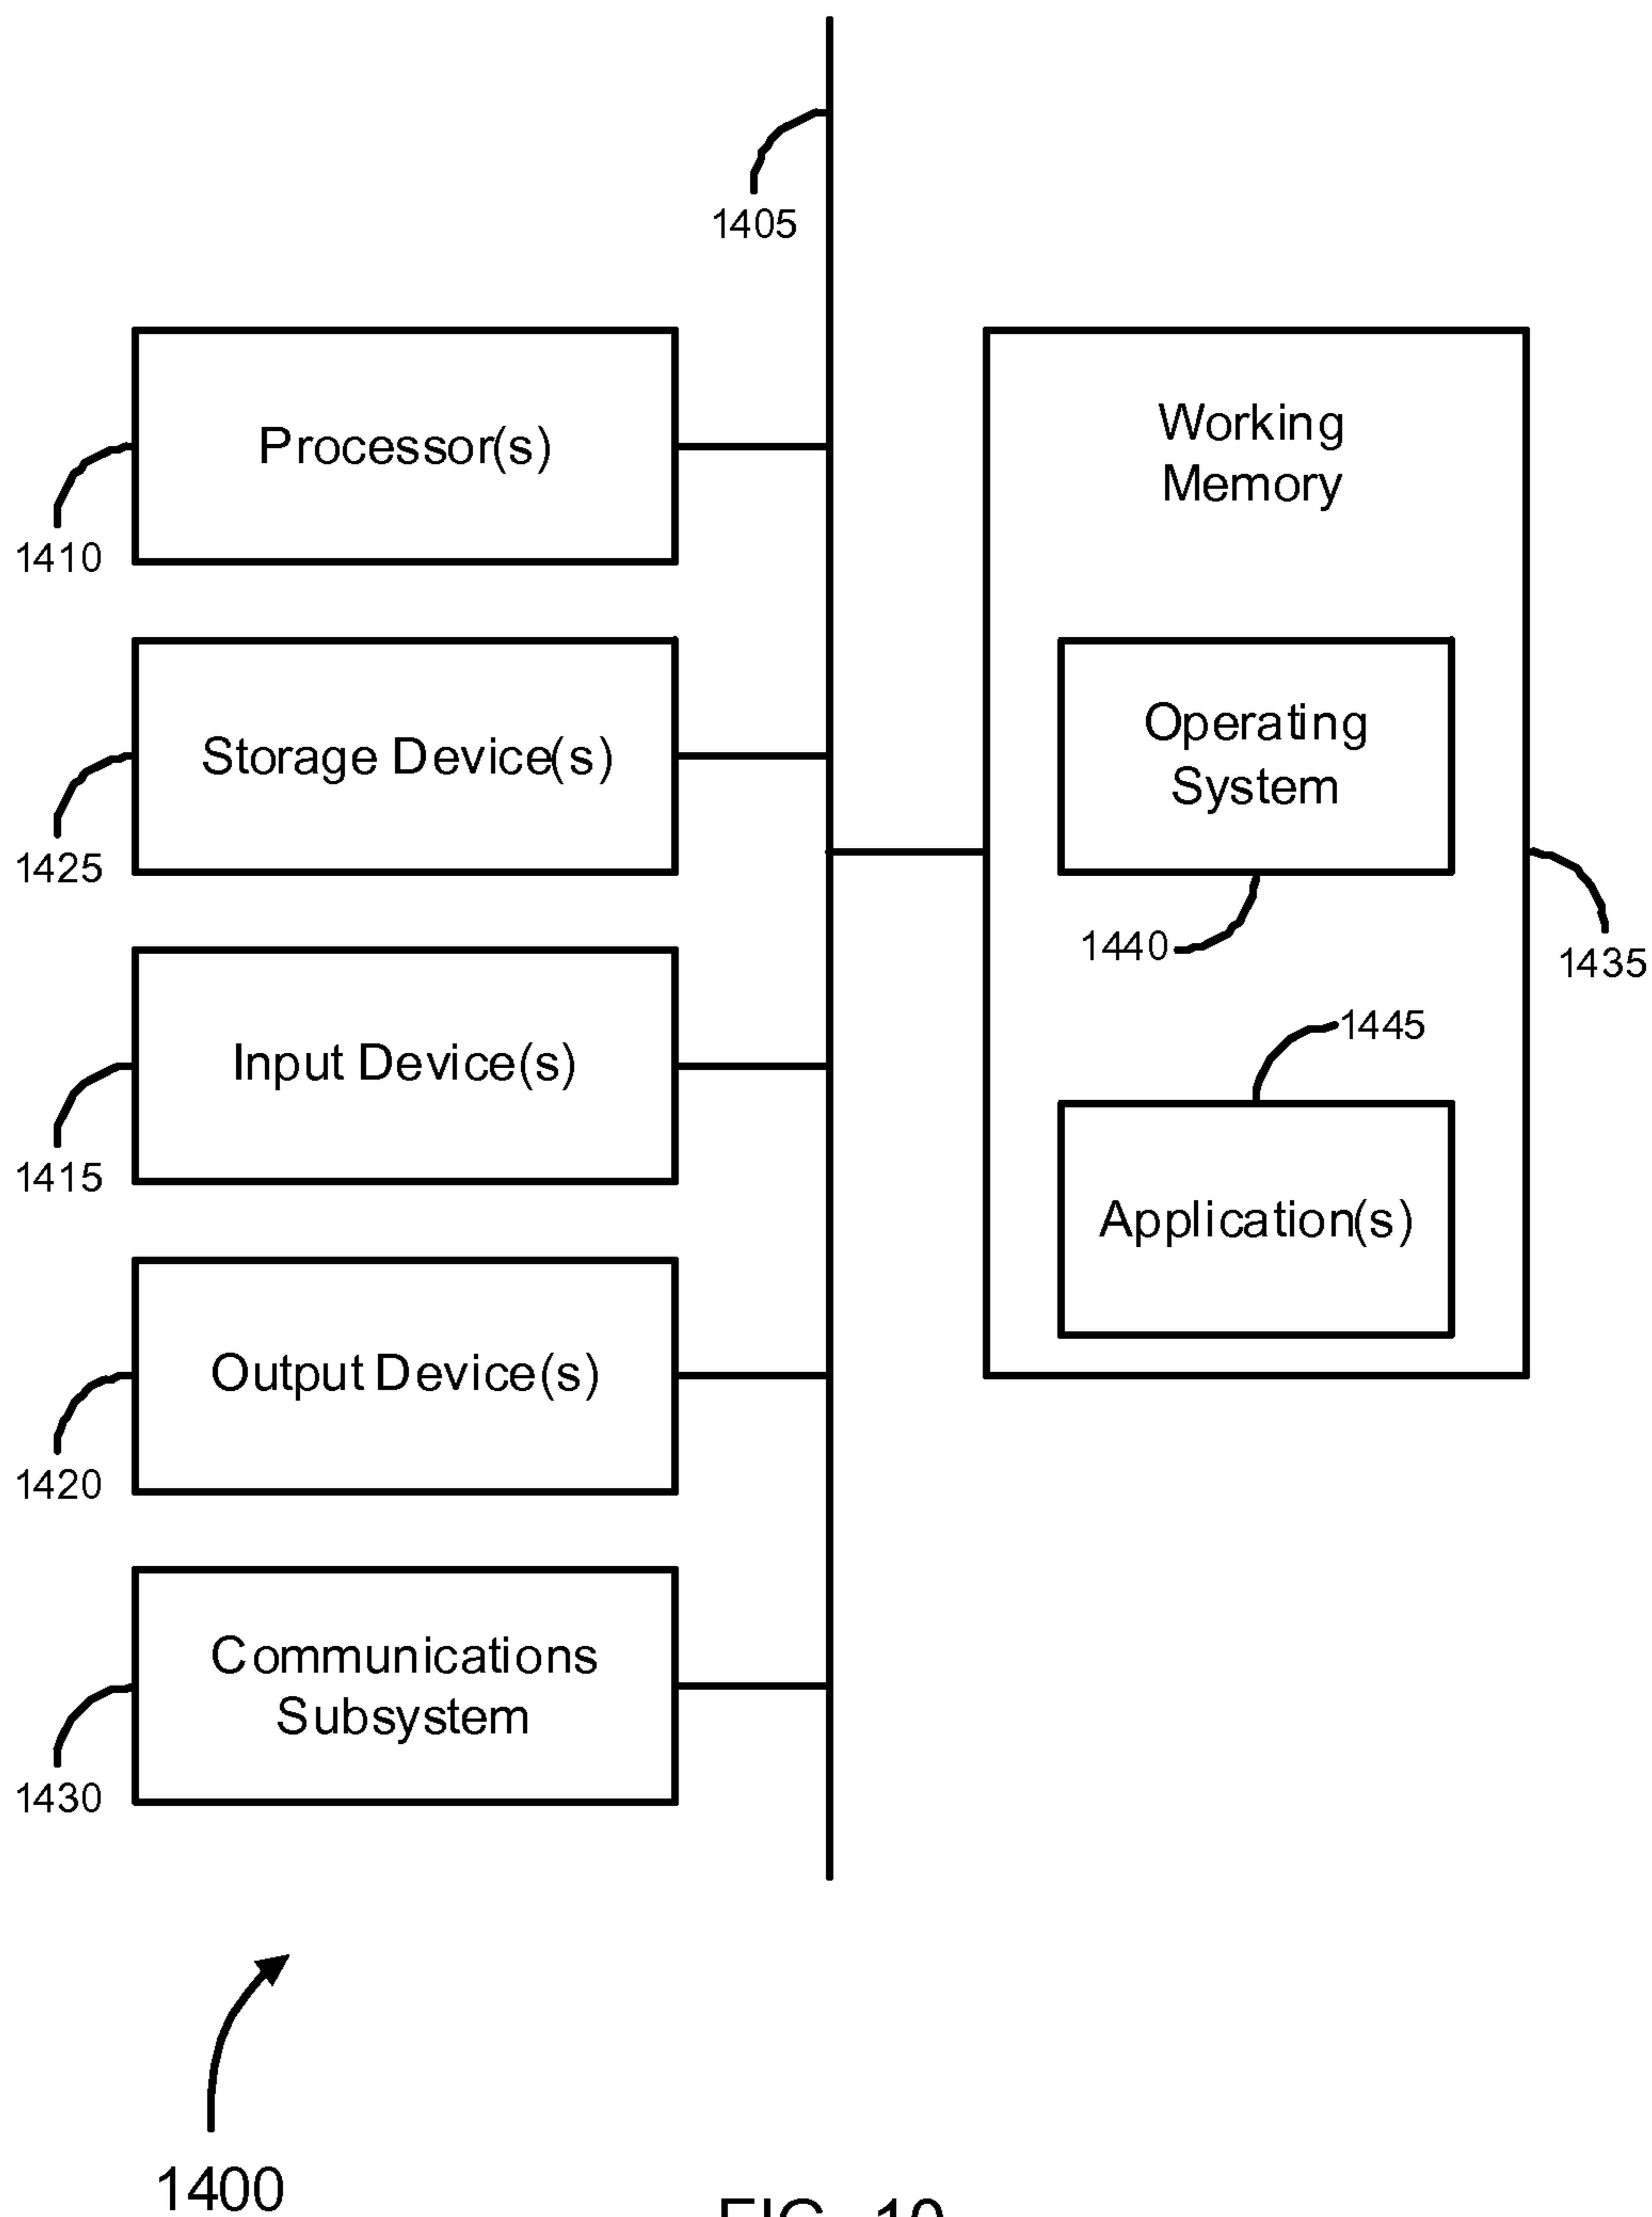 1405
Processor(s)
1410
Storage Device(s)
1425
Input Device(s)
1415
Output Device(s)
1420
Communications
Subsystem
1430
Working
Memory
Operating
System
1440
1435
1445
Application(s)
1400